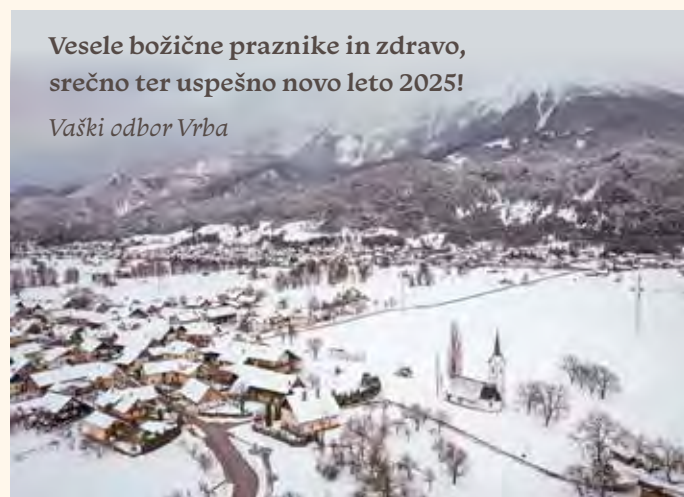 Vesele božične praznike in zdravo,
srečno ter uspešno novo leto 2025!
Vaški odbor Vrba